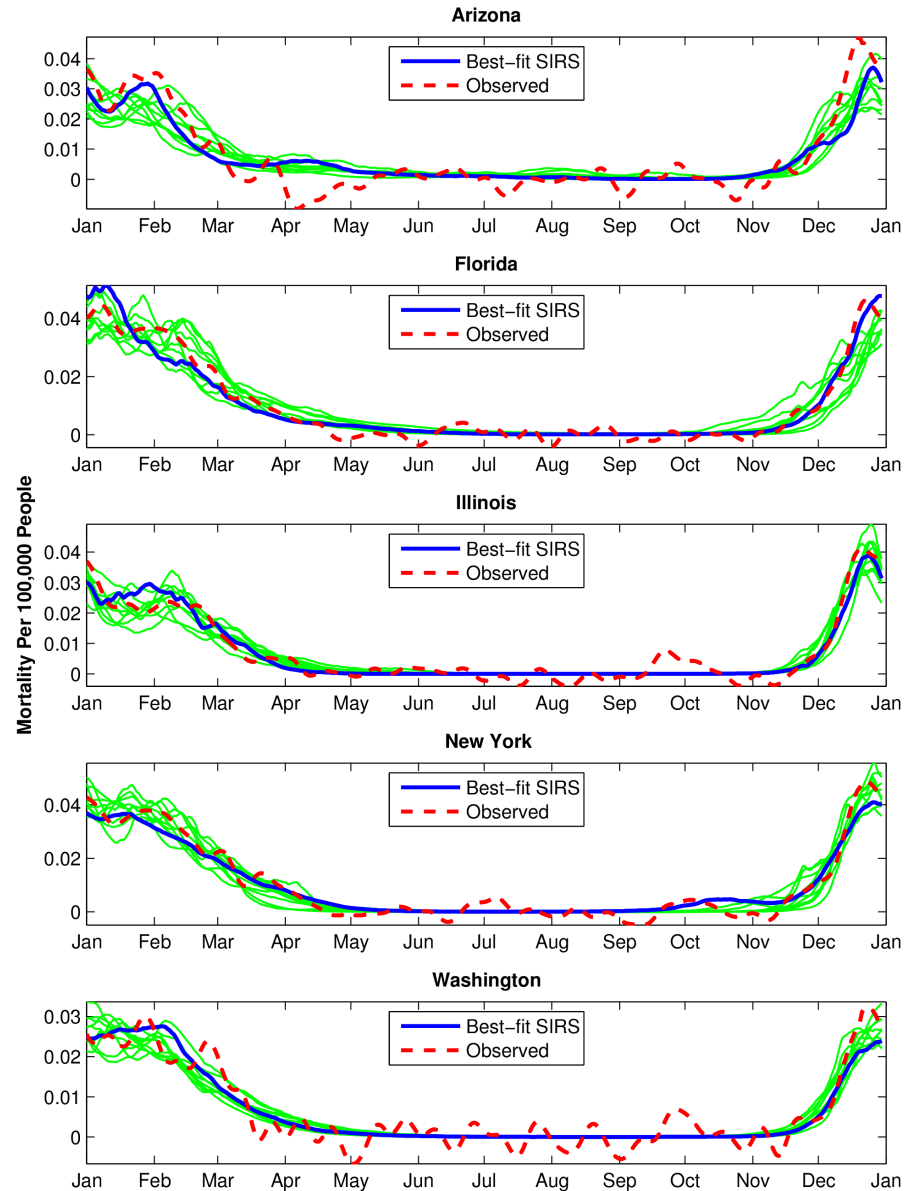 Arizona
0.04
0.03
0.02
0.01
0
Best-fit SIRS
Observed
Jan Feb Mar Apr May Jun Jul Aug Sep Oct Nov Dec Jan
Florida
0.04
0.02
0
Best-fit SIRS
Observed
Jan Feb Mar Apr May Jun Jul Aug Sep Oct Nov Dec Jan
Mortality Per 100,000 People
Illinois
0.04
0.03
0.02
0.01
0
Best-fit SIRS
Observed
Jan Feb Mar Apr May Jun Jul Aug Sep Oct Nov Dec Jan
New York
0.04
0.02
0
Best-fit SIRS
Observed
Jan Feb Mar Apr May Jun Jul Aug Sep Oct Nov Dec Jan
Washington
0.03
0.02
0.01
0
Best-fit SIRS
Observed
Jan Feb Mar Apr May Jun Jul Aug Sep Oct Nov Dec Jan